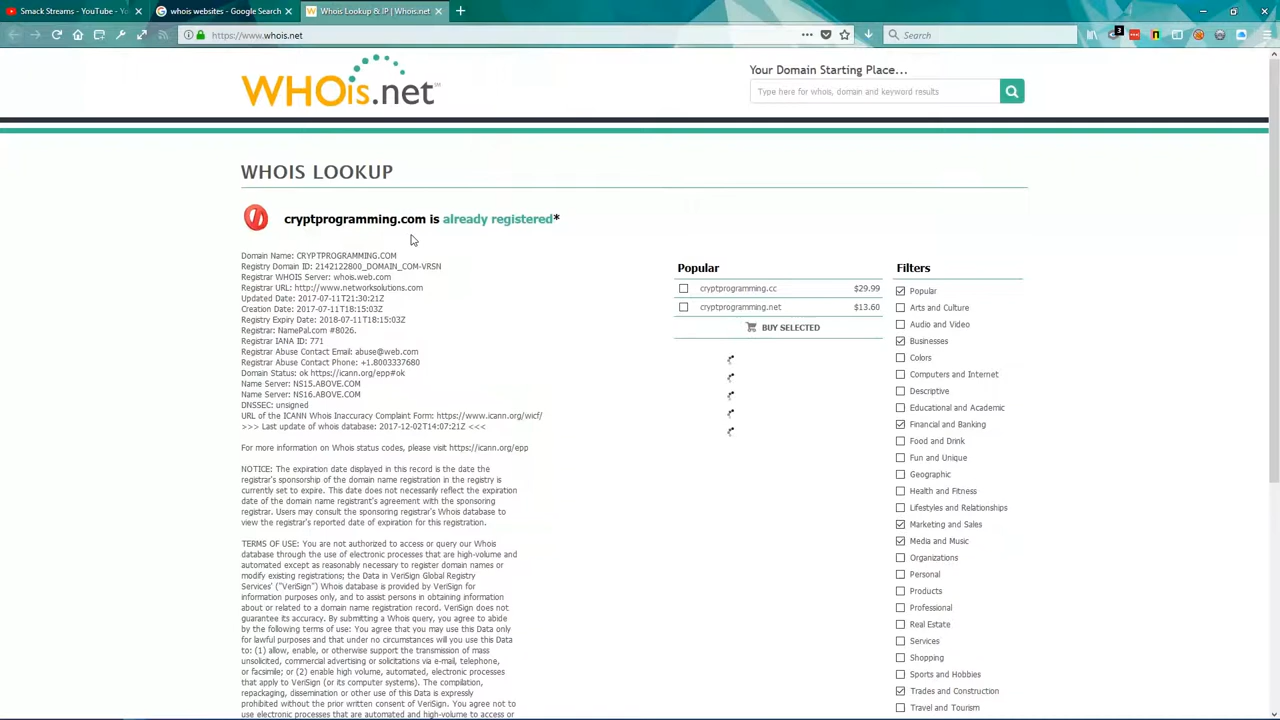 Smack Streams - YouTube - Yo
whois websites - Google Search
Whois Lookup & IP | Whois.net
https://www.whois.net
Search
3
WHOis.net
Your Domain Starting Place...
Type here for whois, domain and keyword results
WHOIS LOOKUP
cryptprogramming.com is already registered*
Domain Name: CRYPTPROGRAMMING.COM
Registry Domain ID: 2142122800_DOMAIN_COM-VRSN
Registrar WHOIS Server: whois.web.com
Registrar URL: http://www.networksolutions.com
Updated Date: 2017-07-11T21:30:21Z
Creation Date: 2017-07-11T18:15:03Z
Registry Expiry Date: 2018-07-11T18:15:03Z
Registrar: NamePal.com #8026.
Registrar IANA ID: 771
Registrar Abuse Contact Email: abuse@web.com
Registrar Abuse Contact Phone: +1.8003337680
Domain Status: ok https://icann.org/epp#ok
Name Server: NS15.ABOVE.COM
Name Server: NS16.ABOVE.COM
DNSSEC: unsigned
URL of the ICANN Whois Inaccuracy Complaint Form: https://www.icann.org/wicf/
>>> Last update of whois database: 2017-12-02T14:07:21Z <<<
For more information on Whois status codes, please visit https://icann.org/epp
NOTICE: The expiration date displayed in this record is the date the
registrar's sponsorship of the domain name registration in the registry is
currently set to expire. This date does not necessarily reflect the expiration
date of the domain name registrant's agreement with the sponsoring
registrar. Users may consult the sponsoring registrar's Whois database to
view the registrar's reported date of expiration for this registration.
TERMS OF USE: You are not authorized to access or query our Whois
database through the use of electronic processes that are high-volume and
automated except as reasonably necessary to register domain names or
modify existing registrations; the Data in VeriSign Global Registry
Services' ("VeriSign") Whois database is provided by VeriSign for
information purposes only, and to assist persons in obtaining information
about or related to a domain name registration record. VeriSign does not
guarantee its accuracy. By submitting a Whois query, you agree to abide
by the following terms of use: You agree that you may use this Data only
for lawful purposes and that under no circumstances will you use this Data
to: (1) allow, enable, or otherwise support the transmission of mass
unsolicited, commercial advertising or solicitations via e-mail, telephone,
or facsimile; or (2) enable high volume, automated, electronic processes
that apply to VeriSign (or its computer systems). The compilation,
repackaging, dissemination or other use of this Data is expressly
prohibited without the prior written consent of VeriSign. You agree not to
use electronic processes that are automated and high-volume to access or
Popular
cryptprogramming.cc $29.99
cryptprogramming.net $13.60
BUY SELECTED
Filters
Popular
Arts and Culture
Audio and Video
Businesses
Colors
Computers and Internet
Descriptive
Educational and Academic
Financial and Banking
Food and Drink
Fun and Unique
Geographic
Health and Fitness
Lifestyles and Relationships
Marketing and Sales
Media and Music
Organizations
Personal
Products
Professional
Real Estate
Services
Shopping
Sports and Hobbies
Trades and Construction
Travel and Tourism